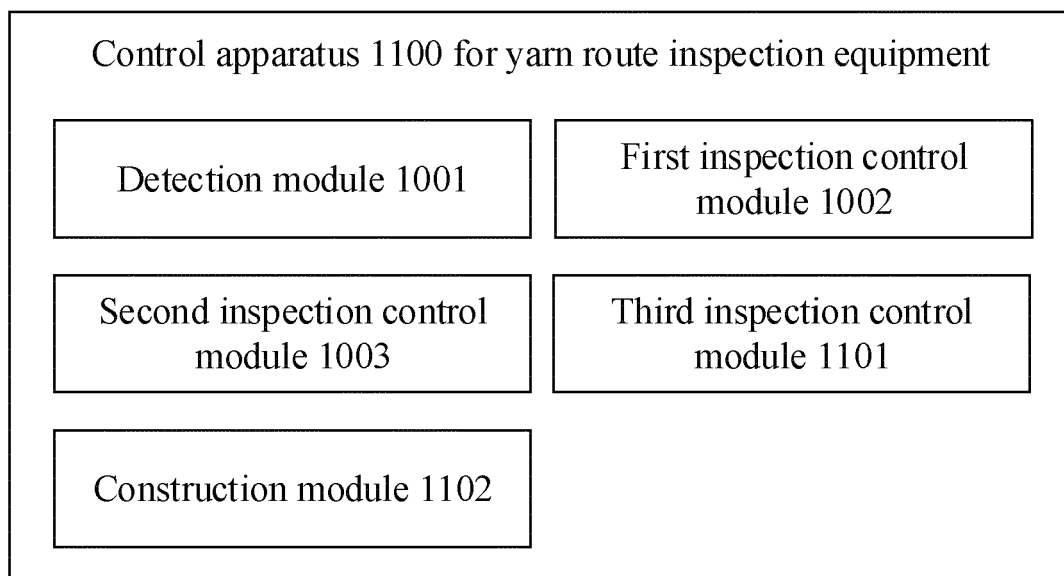 Control apparatus 1100 for yarn route inspection equipment
Detection module 1001
First inspection control
module 1002
Second inspection control
module 1003
Third inspection control
module 1101
Construction module 1102